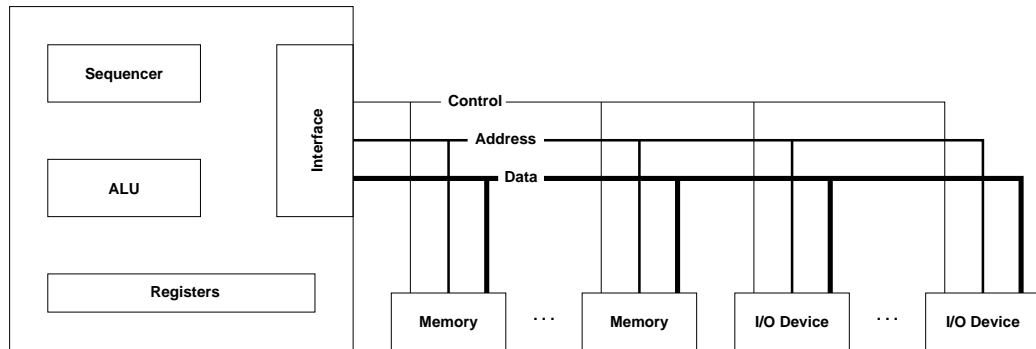 Sequencer
Interface
Control
Address
ALU
Data
Registers
Memory
. . .
Memory
I/O Device
. . .
I/O Device